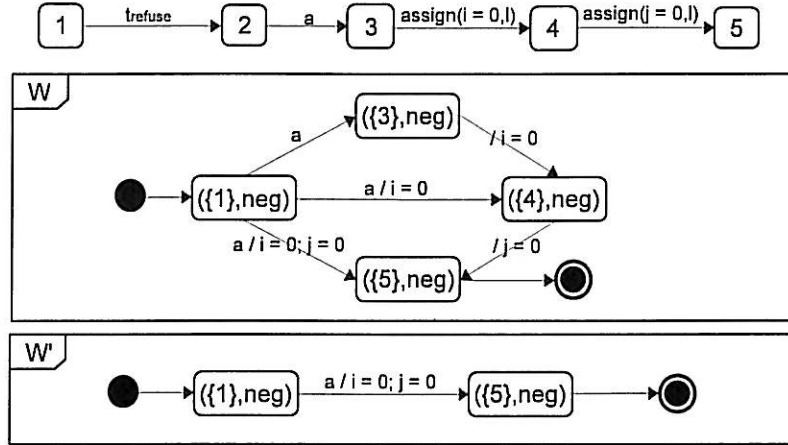 1 trefuse 2 a 3 assign(i = 0,l) 4 assign(j = 0,l) 5
W
({3},neg)
a / i = 0
({1},neg) a / i = 0 ({4},neg)
a / i = 0; j = 0 / j = 0
({5},neg)
W'
({1},neg) a / i = 0; j = 0 ({5},neg)